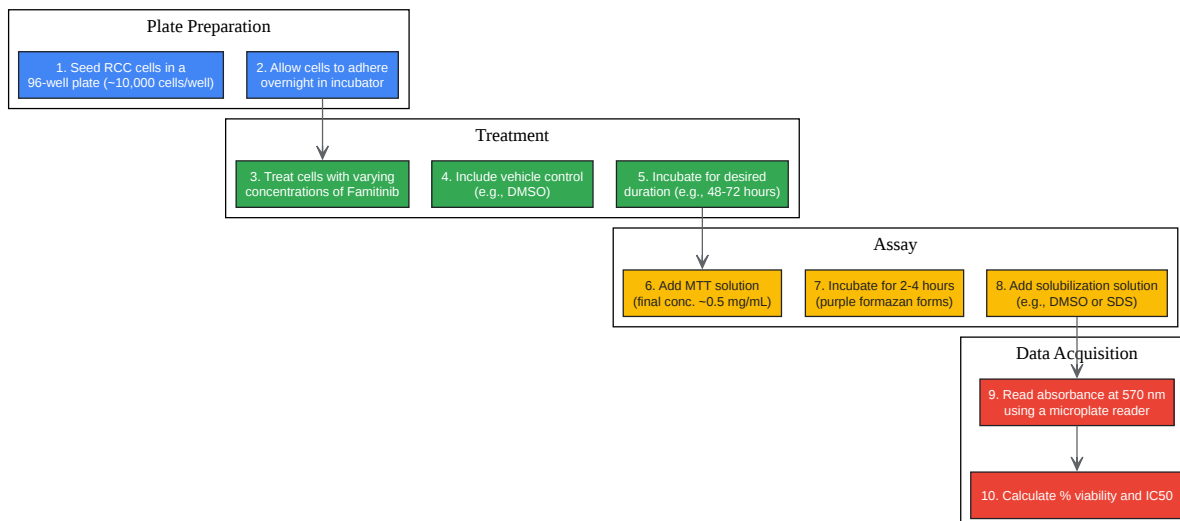 Plate Preparation
1. Seed RCC cells in a
96-well plate (~10,000 cells/well)
2. Allow cells to adhere
overnight in incubator
Treatment
3. Treat cells with varying
concentrations of Famitinib
4. Include vehicle control
(e.g., DMSO)
5. Incubate for desired
duration (e.g., 48-72 hours)
Assay
6. Add MTT solution
(final conc. ~0.5 mg/mL)
7. Incubate for 2-4 hours
(purple formazan forms)
8. Add solubilization solution
(e.g., DMSO or SDS)
Data Acquisition
9. Read absorbance at 570 nm
using a microplate reader
10. Calculate % viability and IC50